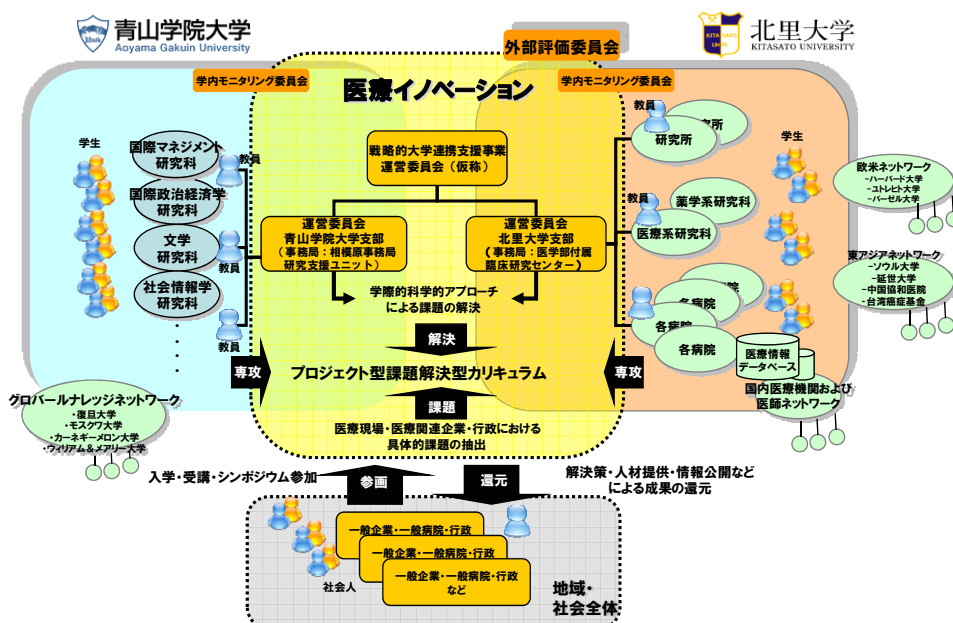 青山学院大学
Aoyama Gakuin University
北里大学
KITASATO UNIVERSITY
KITASATO
UNIV.
外部評価委員会
学内モニタリング委員会
医療イノベーション
学内モニタリング委員会
学生
国際マネジメント
研究科
教員
国際政治経済学
研究科
文学
研究科
教員
社会情報学
研究科
教員
・
・
・
・
専攻
グロバールナレッジネットワーク
・復旦大学
・モスクワ大学
・カーネギーメロン大学
・ウィリアム&メアリー大学
戦略的大学連携支援事業
運営委員会(仮称)
運営委員会
青山学院大学支部
(事務局:相模原事務局
研究支援ユニット)
運営委員会
北里大学支部
(事務局:医学部付属
臨床研究センター)
学際的科学的アプローチ
による課題の解決
解決
プロジェクト型課題解決型カリキュラム
課題
医療現場・医療関連企業・行政における
具体的課題の抽出
教員
研究所
究所
学生
教員
薬学系研究科
医療系研究科
教員
院
各病院
各病院
各病院
専攻
医療情報
データベース
国内医療機関および
医師ネットワーク
欧米ネットワーク
-ハーバード大学
-ユトレヒト大学
-バーゼル大学
東アジアネットワーク
-ソウル大学
-延世大学
-中国協和医院
-台湾癌症基金
入学・受講・シンポジウム参加
参画
還元
解決策・人材提供・情報公開など
による成果の還元
社会人
一般企業・一般病院・行政
一般企業・一般病院・行政
一般企業・一般病院・行政
など
地域・
社会全体